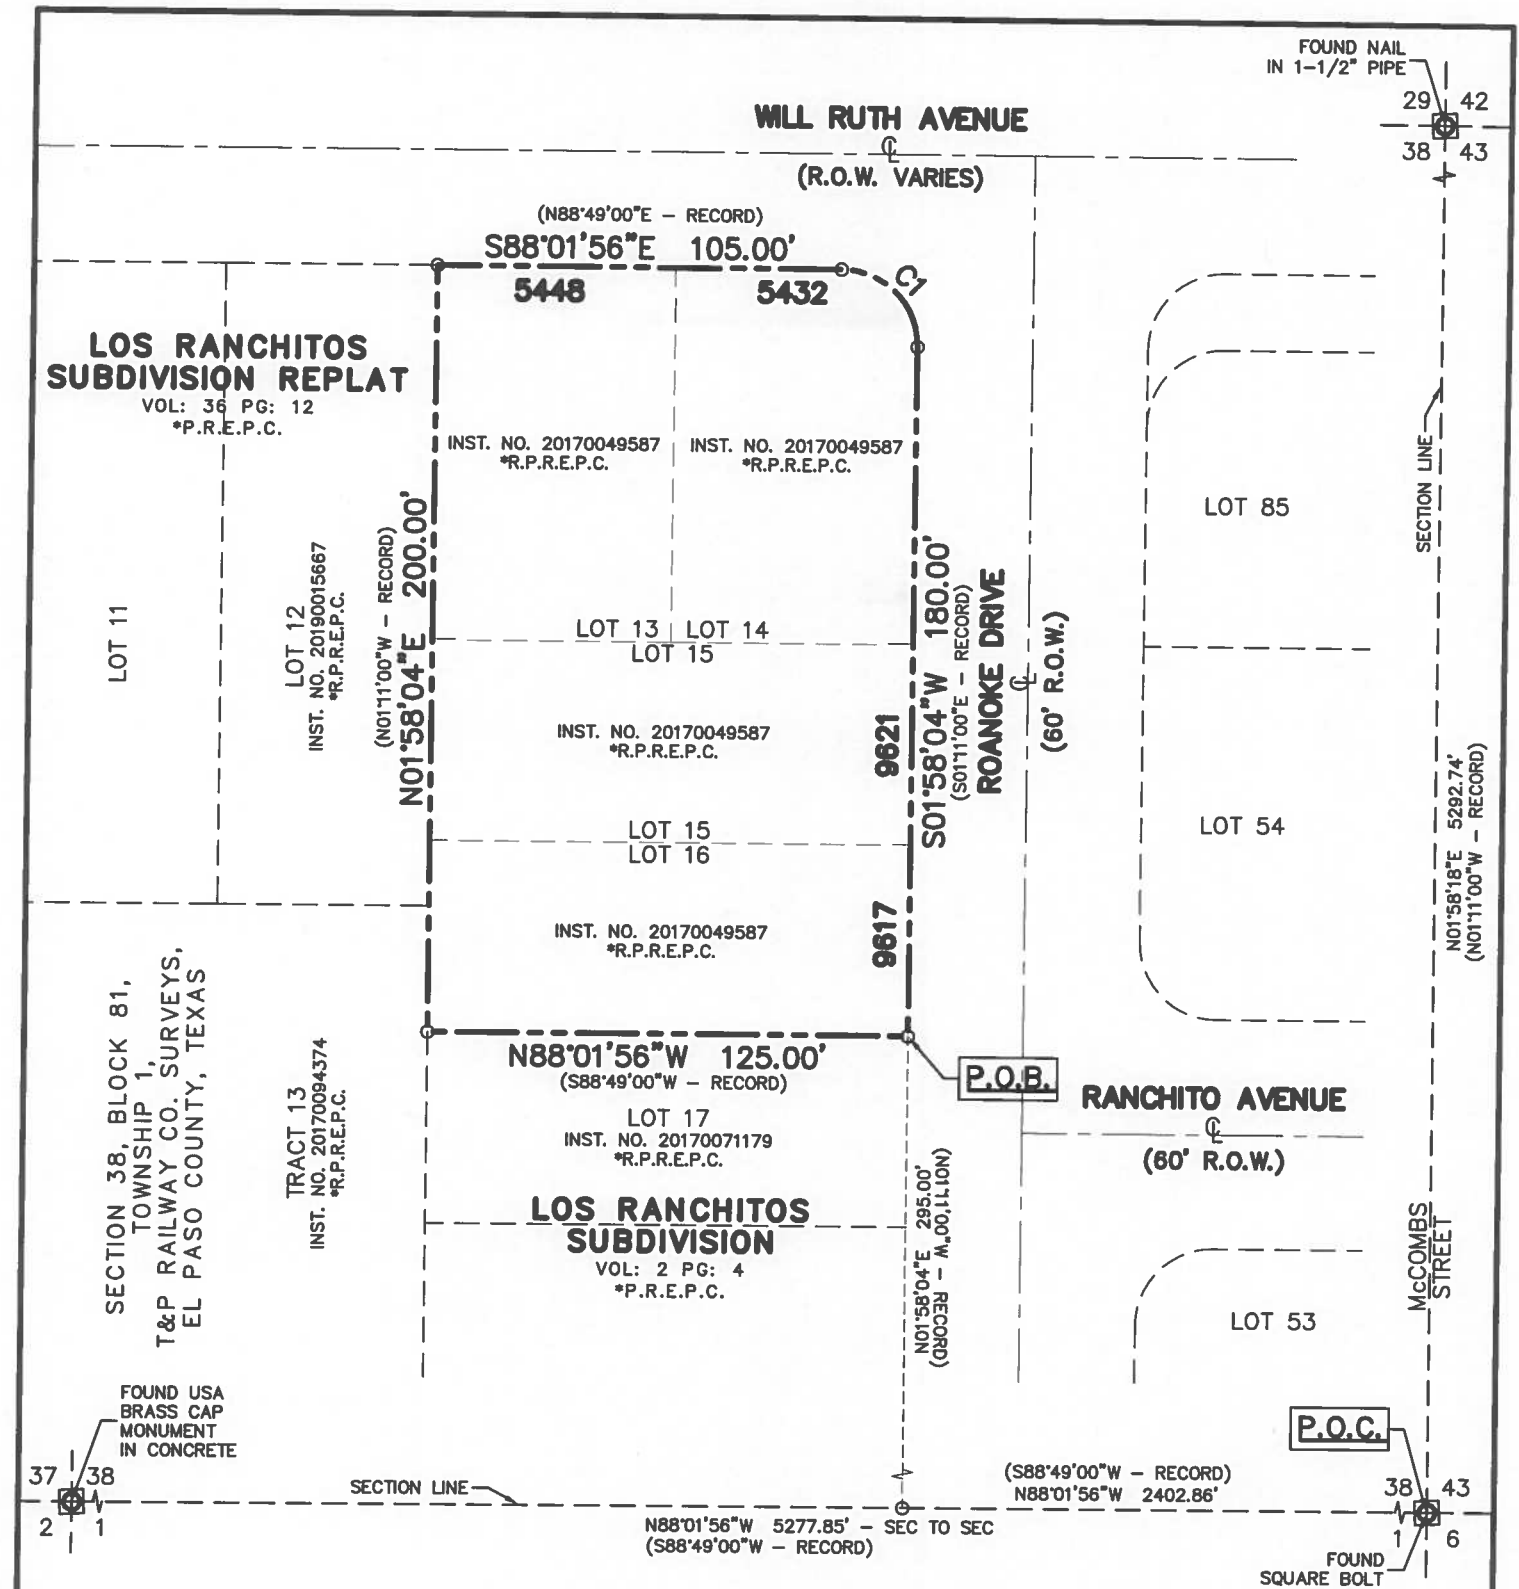 FOUND NAIL
IN 1-1/2" PIPE
29 42
38 43
WILL RUTH AVENUE
℄
(R.O.W. VARIES)
(N88°49'00"E - RECORD)
S88°01'56"E 105.00'
C1
5448
5432
LOS RANCHITOS
SUBDIVISION REPLAT
VOL: 36 PG: 12
*P.R.E.P.C.
INST. NO. 20170049587
*R.P.R.E.P.C.
INST. NO. 20170049587
*R.P.R.E.P.C.
LOT 11
LOT 12
INST. NO. 20190015667
*R.P.R.E.P.C.
(N01°11'00"W - RECORD)
N01°58'04"E 200.00'
LOT 13
LOT 14
LOT 15
INST. NO. 20170049587
*R.P.R.E.P.C.
9621
S01°58'04"W 180.00'
(S01°11'00"E - RECORD)
ROANOKE DRIVE
℄
(60' R.O.W.)
LOT 85
SECTION LINE
LOT 54
N01°58'18"E 5292.74'
(N01°11'00"W - RECORD)
LOT 15
LOT 16
INST. NO. 20170049587
*R.P.R.E.P.C.
9617
N88°01'56"W 125.00'
(S88°49'00"W - RECORD)
P.O.B.
SECTION 38, BLOCK 81,
TOWNSHIP 1,
T&P RAILWAY CO. SURVEYS,
EL PASO COUNTY, TEXAS
TRACT 13
INST. NO. 20170094374
*R.P.R.E.P.C.
LOT 17
INST. NO. 20170071179
*R.P.R.E.P.C.
LOS RANCHITOS
SUBDIVISION
VOL: 2 PG: 4
*P.R.E.P.C.
N01°58'04"E 295.00'
(N01°11'00"W - RECORD)
RANCHITO AVENUE
℄
(60' R.O.W.)
McCOMBS
STREET
LOT 53
FOUND USA
BRASS CAP
MONUMENT
IN CONCRETE
37 38
2 1
SECTION LINE
P.O.C.
(S88°49'00"W - RECORD)
N88°01'56"W 2402.86'
38 43
1 6
N88°01'56"W 5277.85' - SEC TO SEC
(S88°49'00"W - RECORD)
FOUND
SQUARE BOLT